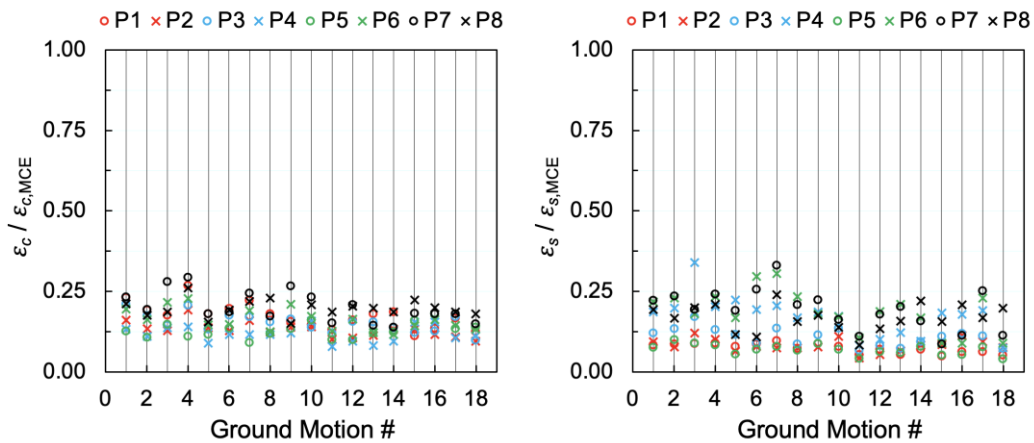 P1 P2 P3 P4 P5 P6 P7 P8
1.00
0.75
0.50
0.25
0.00
εc / εc,MCE
0 2 4 6 8 10 12 14 16 18
Ground Motion #
P1 P2 P3 P4 P5 P6 P7 P8
1.00
0.75
0.50
0.25
0.00
εs / εs,MCE
0 2 4 6 8 10 12 14 16 18
Ground Motion #